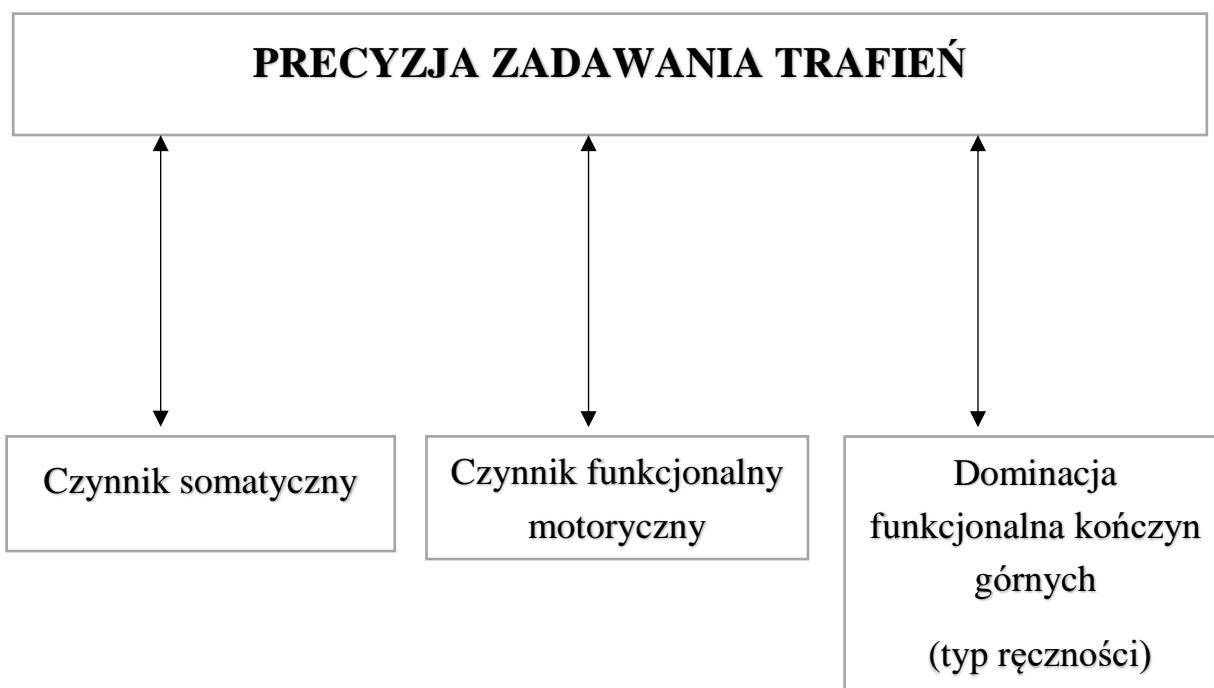 PRECYZJA ZADAWANIA TRAFIEŃ
Czynnik somatyczny
Czynnik funkcjonalny
motoryczny
Dominacja
funkcjonalna kończyn
górnych
(typ ręczności)